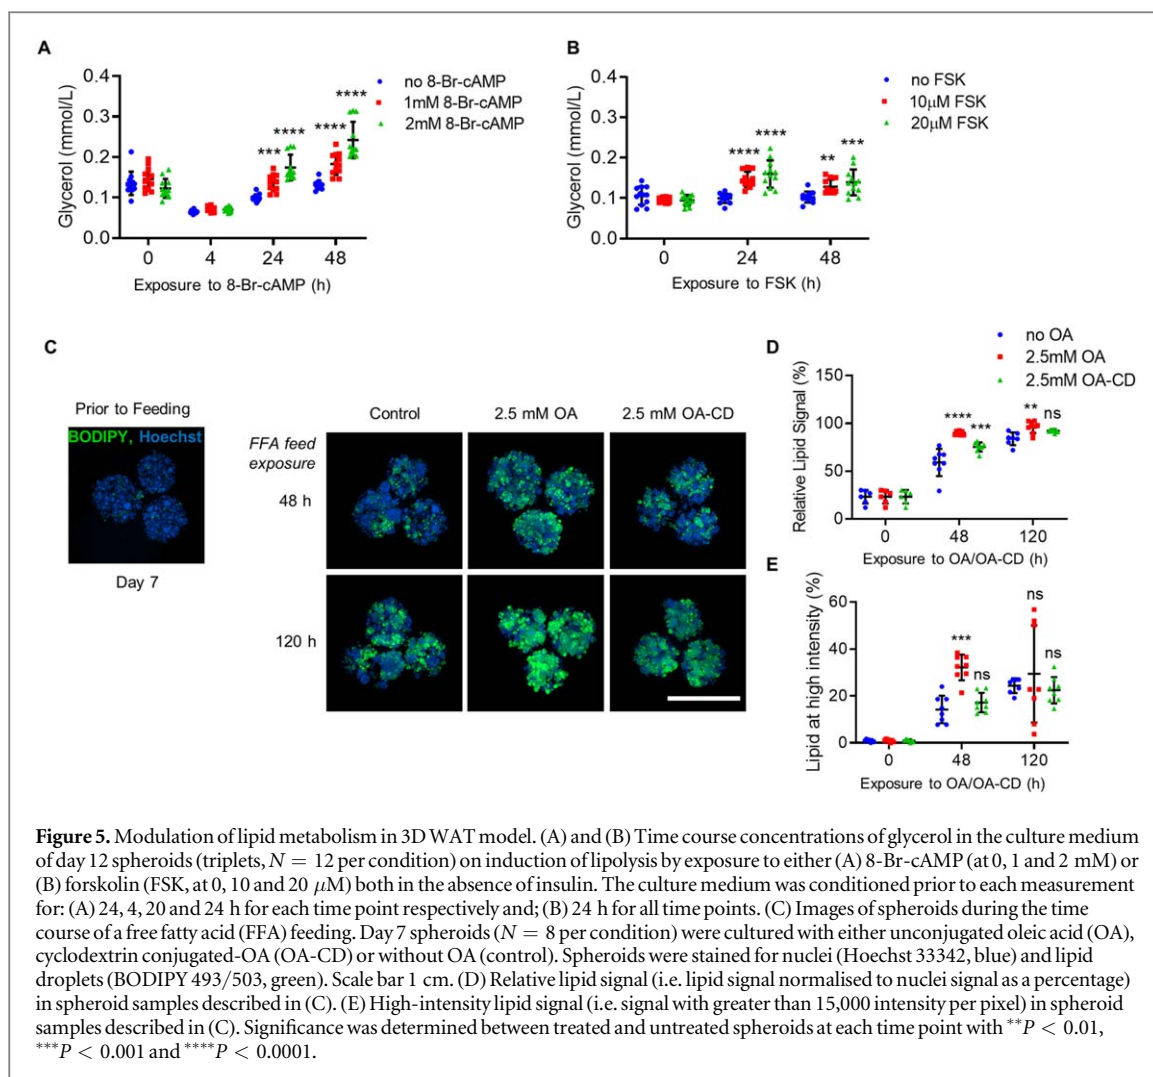 A
Glycerol (mmol/L)
0.4
0.3
0.2
0.1
0.0
**** 
*** **** ****
0 4 24 48
Exposure to 8-Br-cAMP (h)
no 8-Br-cAMP
1mM 8-Br-cAMP
2mM 8-Br-cAMP
B
Glycerol (mmol/L)
0.4
0.3
0.2
0.1
0.0
**** **** ** ***
0 24 48
Exposure to FSK (h)
no FSK
10μM FSK
20μM FSK
C
Prior to Feeding
BODIPY, Hoechst
Day 7
FFA feed
exposure
48 h
120 h
Control 2.5 mM OA 2.5 mM OA-CD
D
no OA
2.5mM OA
2.5mM OA-CD
Relative Lipid Signal (%)
150
100
50
0
**** *** ** ns
0 48 120
Exposure to OA/OA-CD (h)
E
Lipid at high intensity (%)
60
40
20
0
*** ns ns ns
0 48 120
Exposure to OA/OA-CD (h)
Figure 5. Modulation of lipid metabolism in 3D WAT model. (A) and (B) Time course concentrations of glycerol in the culture medium
of day 12 spheroids (triplets, N = 12 per condition) on induction of lipolysis by exposure to either (A) 8-Br-cAMP (at 0, 1 and 2 mM) or
(B) forskolin (FSK, at 0, 10 and 20 μM) both in the absence of insulin. The culture medium was conditioned prior to each measurement
for: (A) 24, 4, 20 and 24 h for each time point respectively and; (B) 24 h for all time points. (C) Images of spheroids during the time
course of a free fatty acid (FFA) feeding. Day 7 spheroids (N = 8 per condition) were cultured with either unconjugated oleic acid (OA),
cyclodextrin conjugated-OA (OA-CD) or without OA (control). Spheroids were stained for nuclei (Hoechst 33342, blue) and lipid
droplets (BODIPY 493/503, green). Scale bar 1 cm. (D) Relative lipid signal (i.e. lipid signal normalised to nuclei signal as a percentage)
in spheroid samples described in (C). (E) High-intensity lipid signal (i.e. signal with greater than 15,000 intensity per pixel) in spheroid
samples described in (C). Significance was determined between treated and untreated spheroids at each time point with **P < 0.01,
***P < 0.001 and ****P < 0.0001.